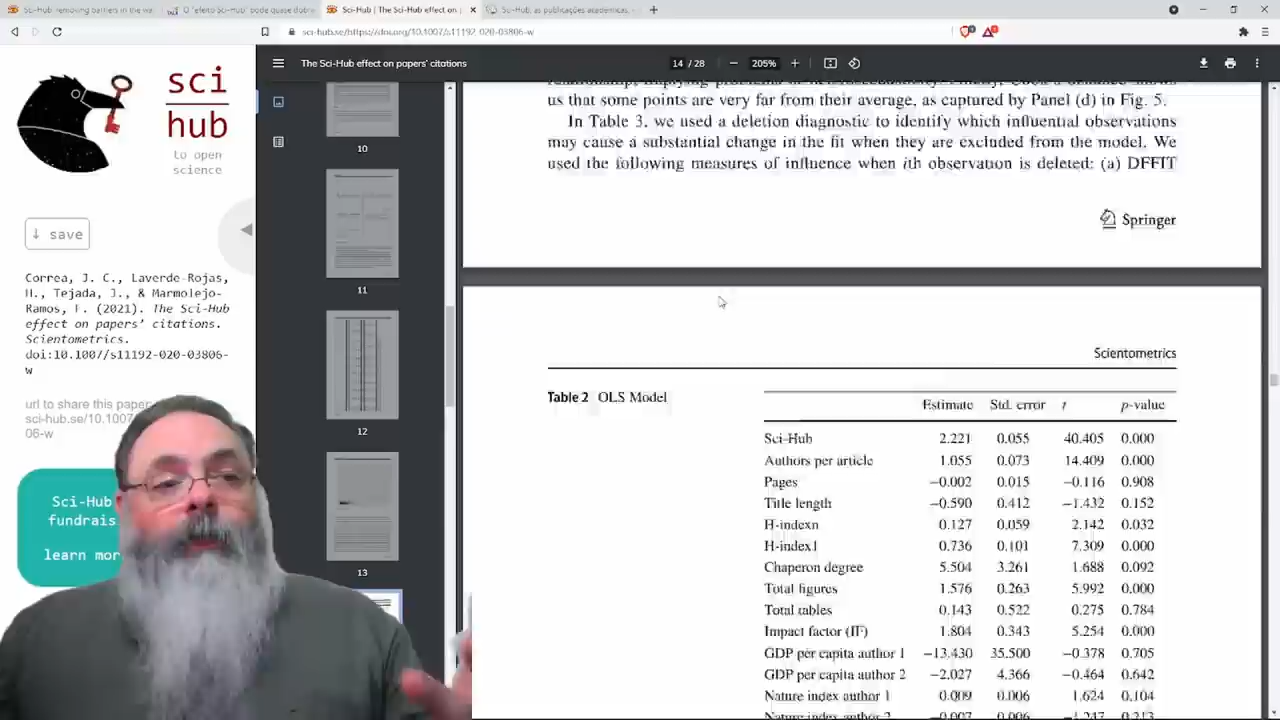 Sci-Hub: removing barriers in the wa
O "efeito Sci-Hub" pode quase dobr
Sci-Hub | The Sci-Hub effect on
Sci-Hub, as publicações acadêmicas,
sci-hub.se/https://doi.org/10.1007/s11192-020-03806-w
The Sci-Hub effect on papers' citations
14 / 28
205%
sci
hub
to open
science
↓ save
Correa, J. C., Laverde-Rojas,
H., Tejada, J., & Marmolejo-
Ramos, F. (2021). The Sci-Hub
effect on papers' citations.
Scientometrics.
doi:10.1007/s11192-020-03806-
w
url to share this paper:
sci-hub.se/10.1007
06-w
Sci-Hub
fundrais
learn mor
10
11
12
13
us that some points are very far from their average, as captured by Panel (d) in Fig. 5.
In Table 3, we used a deletion diagnostic to identify which influential observations
may cause a substantial change in the fit when they are excluded from the model. We
used the following measures of influence when ith observation is deleted: (a) DFFIT
Springer
Scientometrics
Table 2 OLS Model
Estimate Std. error t p-value
Sci-Hub 2.221 0.055 40.405 0.000
Authors per article 1.055 0.073 14.409 0.000
Pages −0.002 0.015 −0.116 0.908
Title length −0.590 0.412 −1.432 0.152
H-indexn 0.127 0.059 2.142 0.032
H-index1 0.736 0.101 7.309 0.000
Chaperon degree 5.504 3.261 1.688 0.092
Total figures 1.576 0.263 5.992 0.000
Total tables 0.143 0.522 0.275 0.784
Impact factor (IF) 1.804 0.343 5.254 0.000
GDP per capita author 1 −13.430 35.500 −0.378 0.705
GDP per capita author 2 −2.027 4.366 −0.464 0.642
Nature index author 1 0.009 0.006 1.624 0.104
Nature index author 2 −0.007 0.006 −1.247 0.213